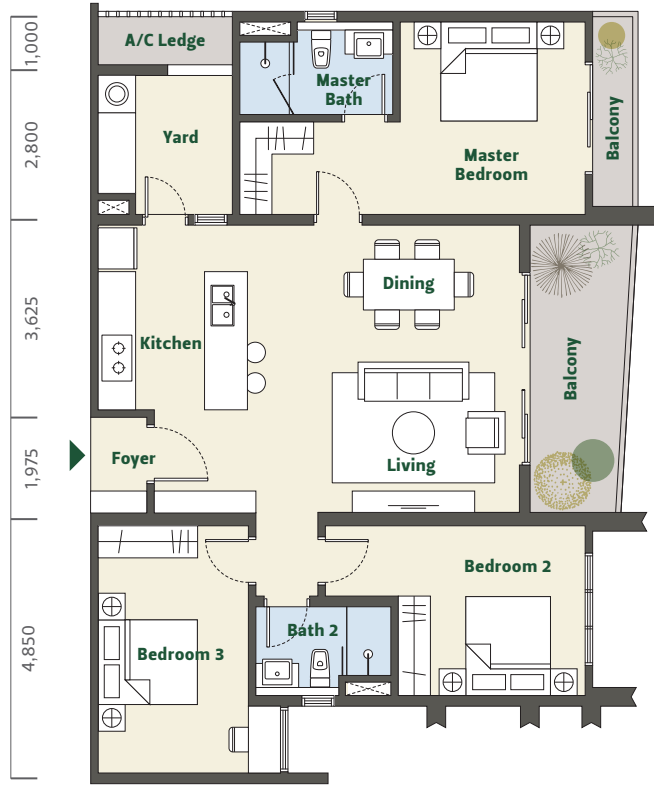 1,000
2,800
3,625
1,975
4,850
A/C Ledge
Yard
Master
Bath
Master
Bedroom
Balcony
Kitchen
Dining
Balcony
Foyer
Living
Bedroom 2
Bath 2
Bedroom 3